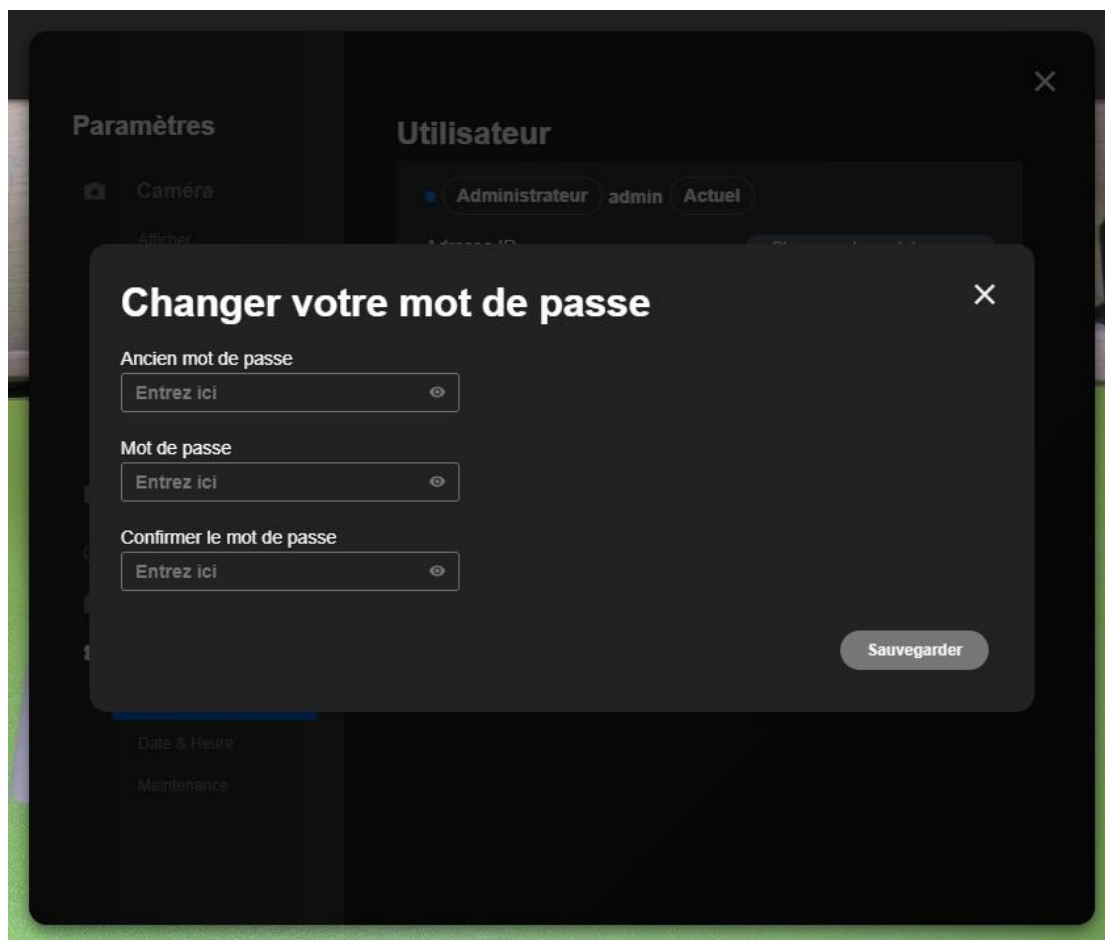 Paramètres
Utilisateur
Caméra
Administrateur admin Actuel
Afficher
Changer votre mot de passe
Ancien mot de passe
Entrez ici
Mot de passe
Entrez ici
Confirmer le mot de passe
Entrez ici
Sauvegarder
Date & Heure
Maintenance